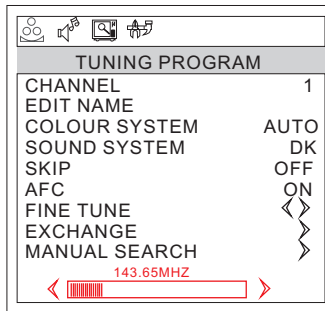 TUNING PROGRAM
CHANNEL 1
EDIT NAME
COLOUR SYSTEM AUTO
SOUND SYSTEM DK
SKIP OFF
AFC ON
FINE TUNE
EXCHANGE
MANUAL SEARCH
143.65MHZ